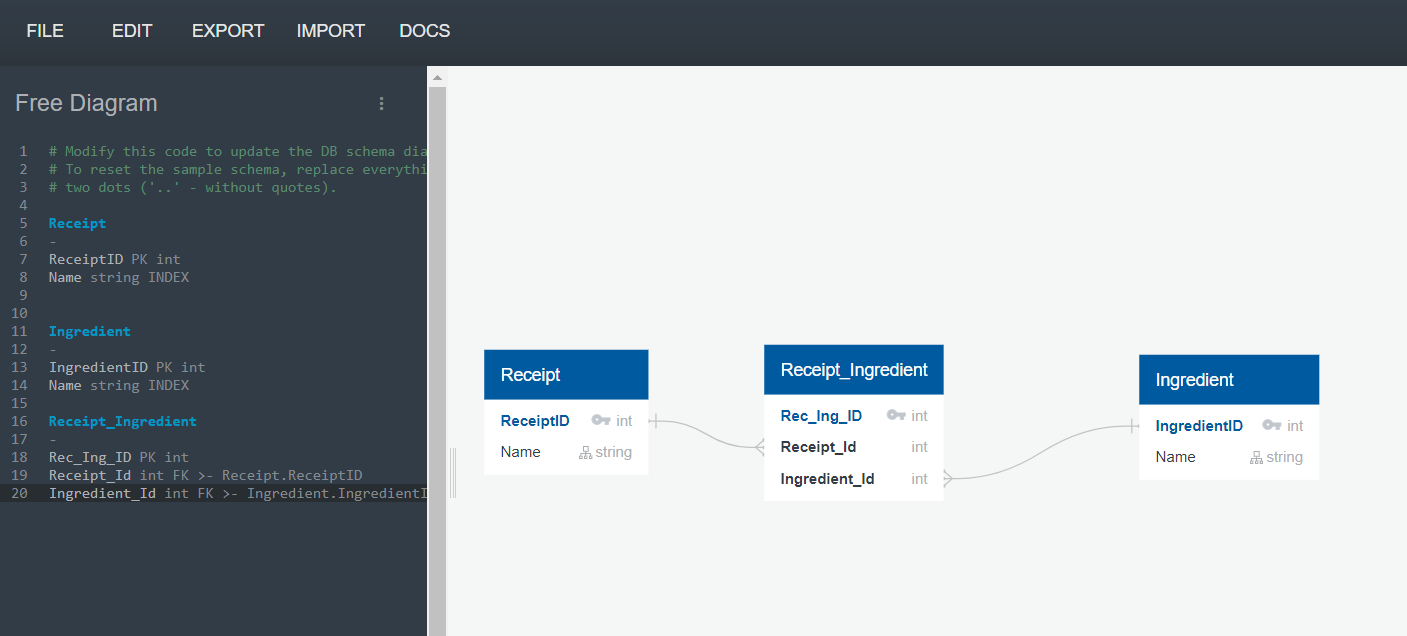 FILE EDIT EXPORT IMPORT DOCS
Free Diagram
1 # Modify this code to update the DB schema dia
2 # To reset the sample schema, replace everythi
3 # two dots ('..' - without quotes).
4
5 Receipt
6 -
7 ReceiptID PK int
8 Name string INDEX
9
10
11 Ingredient
12 -
13 IngredientID PK int
14 Name string INDEX
15
16 Receipt_Ingredient
17 -
18 Rec_Ing_ID PK int
19 Receipt_Id int FK >- Receipt.ReceiptID
20 Ingredient_Id int FK >- Ingredient.IngredientI
Receipt
ReceiptID int
Name string
Receipt_Ingredient
Rec_Ing_ID int
Receipt_Id int
Ingredient_Id int
Ingredient
IngredientID int
Name string